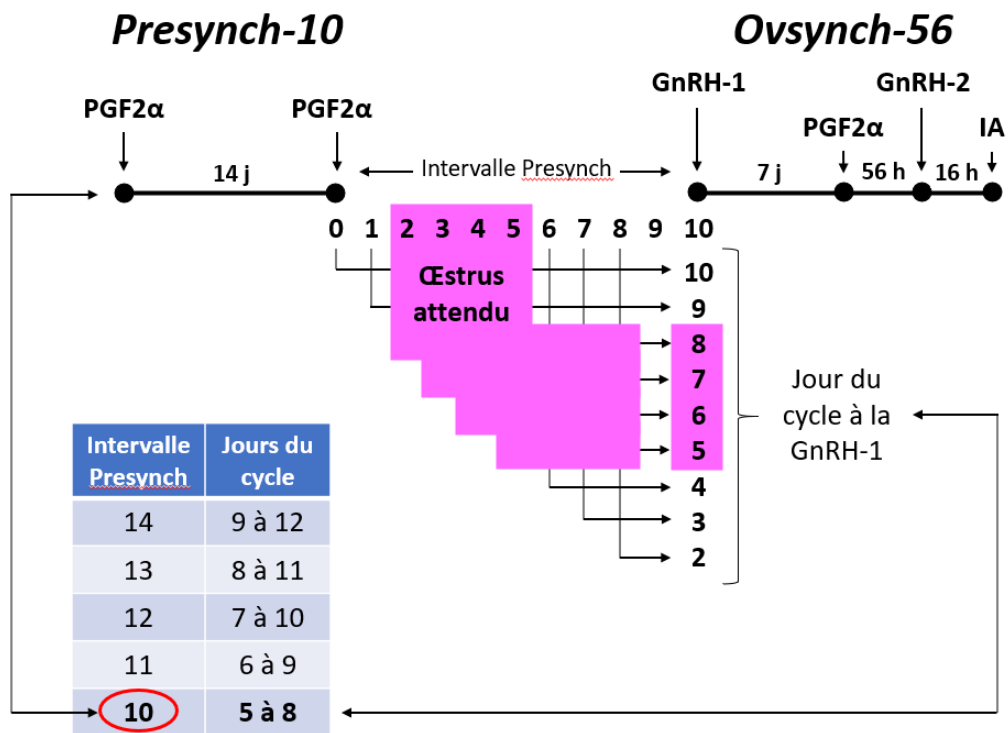 Presynch-10
Ovsynch-56
GnRH-1
GnRH-2
PGF2α
PGF2α
PGF2α
IA
14 j
Intervalle Presynch
7 j
56 h
16 h
0 1 2 3 4 5 6 7 8 9 10
Œstrus
attendu
10
9
8
7
6
5
4
3
2
Jour du
cycle à la
GnRH-1
Intervalle Presynch
Jours du cycle
14 9 à 12
13 8 à 11
12 7 à 10
11 6 à 9
10 5 à 8